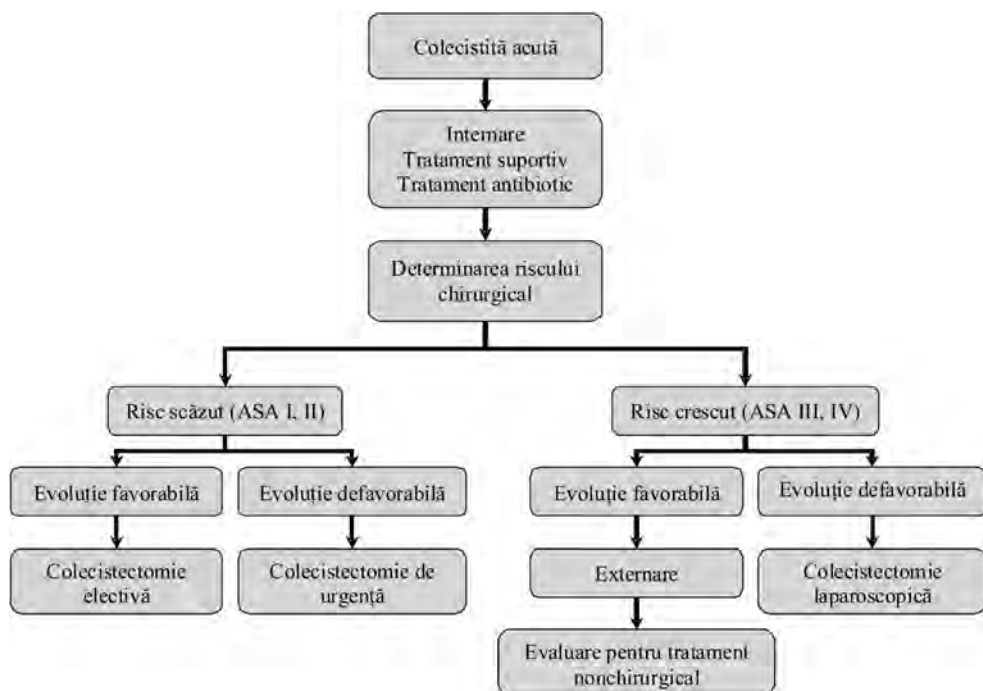 Colecistită acută
Internare
Tratament suportiv
Tratament antibiotic
Determinarea riscului
chirurgical
Risc scăzut (ASA I, II)
Risc crescut (ASA III, IV)
Evoluție favorabilă
Evoluție defavorabilă
Evoluție favorabilă
Evoluție defavorabilă
Colecistectomie
electivă
Colecistectomie de
urgență
Externare
Colecistectomie
laparoscopică
Evaluare pentru tratament
nonchirurgical